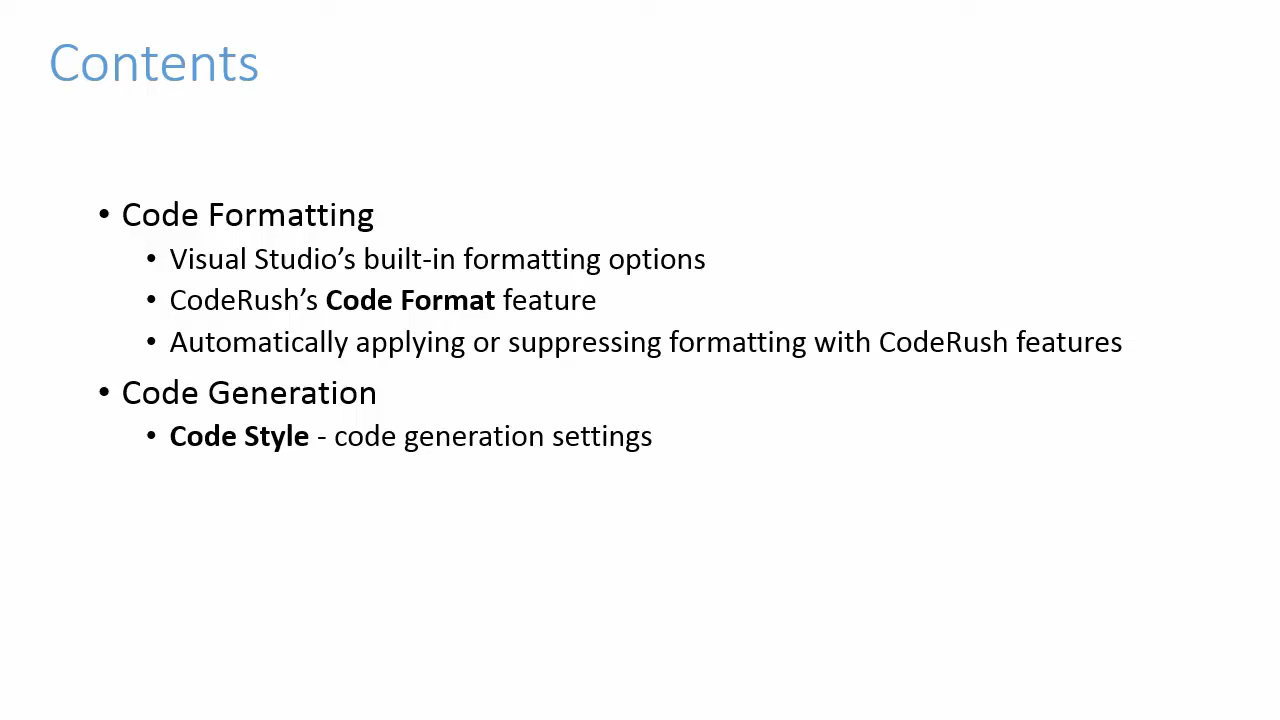 Contents
• Code Formatting
• Visual Studio’s built-in formatting options
• CodeRush’s Code Format feature
• Automatically applying or suppressing formatting with CodeRush features
• Code Generation
• Code Style - code generation settings